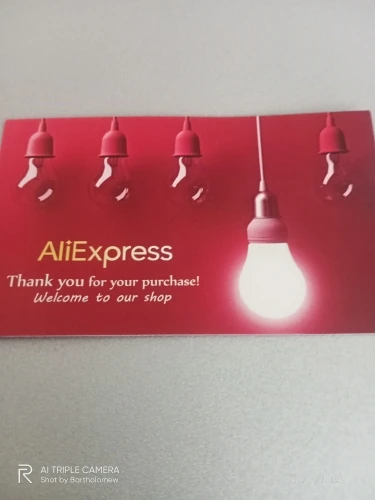 AliExpress
Thank you for your purchase!
Welcome to our shop
AI TRIPLE CAMERA
Shot by Bartholomew